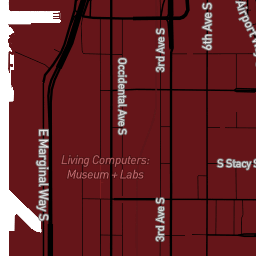 Occidental Ave S
3rd Ave S
6th Ave S
Airport
E Marginal Way S
Living Computers:
Museum + Labs
S Stacy S
3rd Ave S